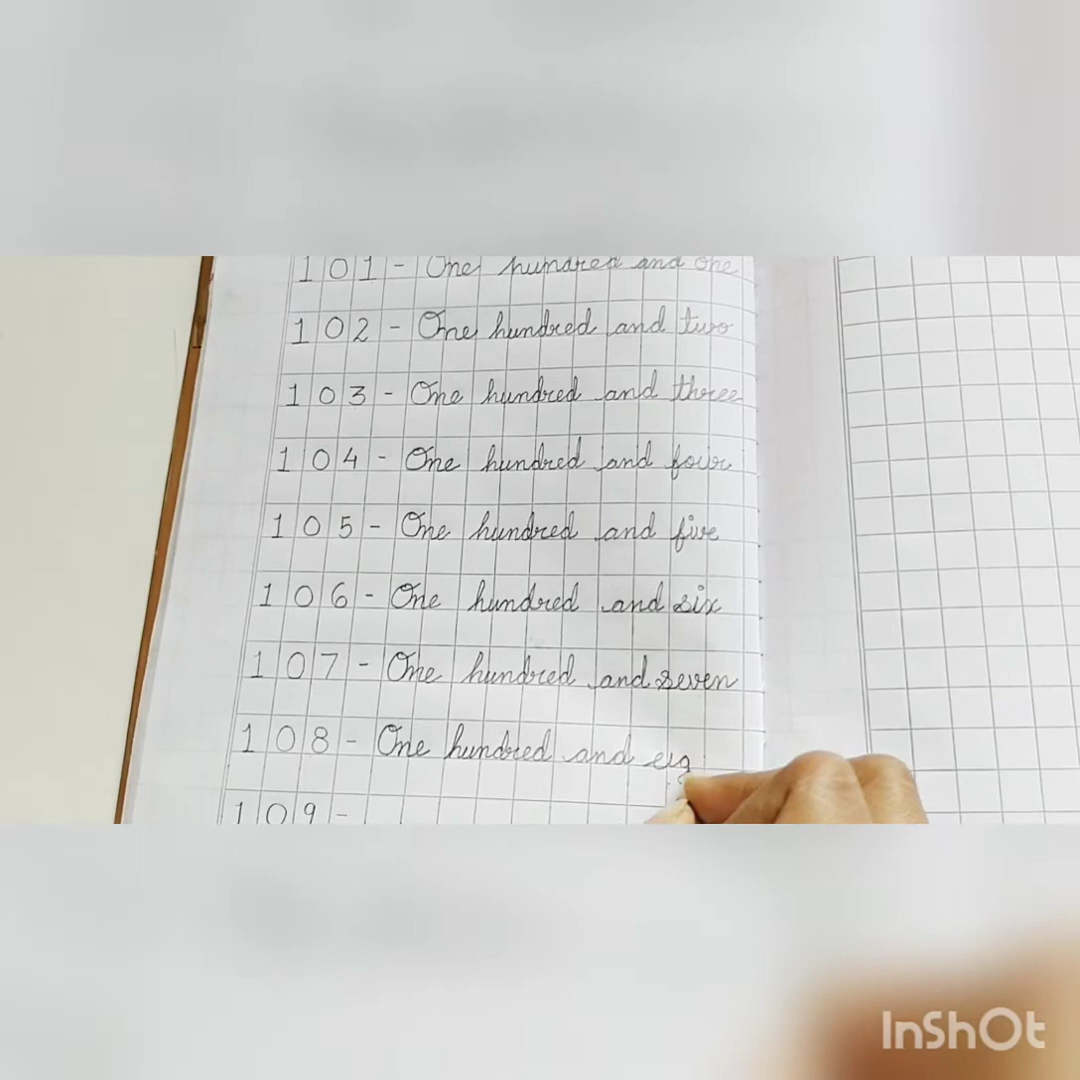 101 - One hundred and one
102 - One hundred and two
103 - One hundred and three
104 - One hundred and four
105 - One hundred and five
106 - One hundred and six
107 - One hundred and seven
108 - One hundred and eig
109 -
InShOt